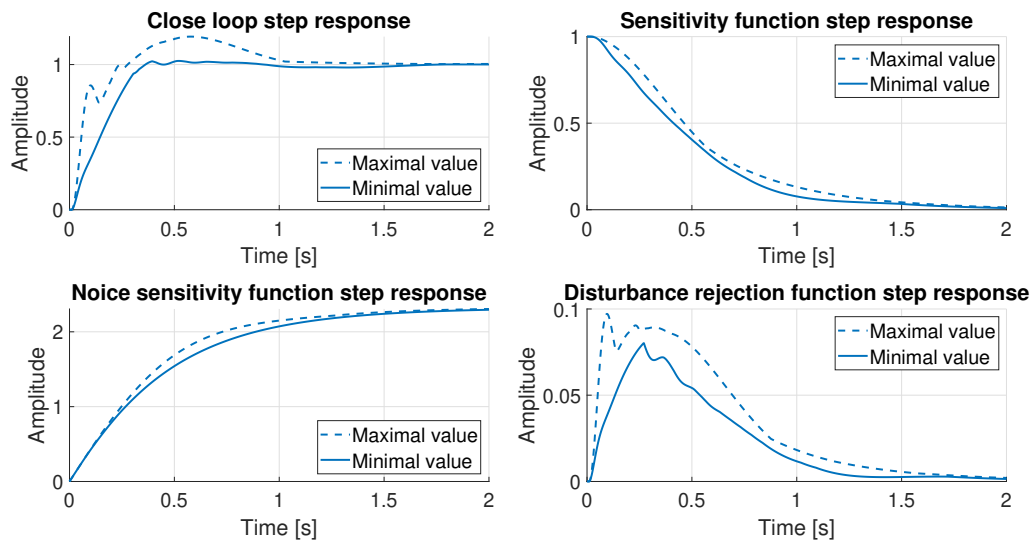 Close loop step response
Amplitude
1
0.5
0
Maximal value
Minimal value
0 0.5 1 1.5 2
Time [s]
Sensitivity function step response
Amplitude
1
0.5
0
Maximal value
Minimal value
0 0.5 1 1.5 2
Time [s]
Noice sensitivity function step response
Amplitude
2
1
0
Maximal value
Minimal value
0 0.5 1 1.5 2
Time [s]
Disturbance rejection function step response
Amplitude
0.1
0.05
0
Maximal value
Minimal value
0 0.5 1 1.5 2
Time [s]